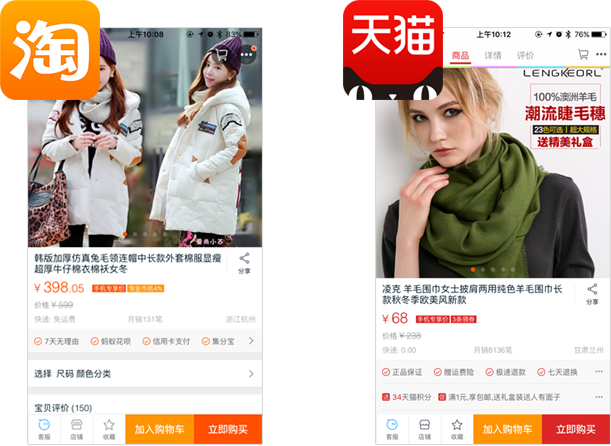 淘
上午10:08
83%
爱尚小苏
韩版加厚仿真兔毛领连帽中长款外套棉服显瘦
超厚牛仔棉衣棉袄女冬
分享
¥ 398.05
手机专享价
淘金币抵4%
价格 ¥ 599
快递: 免运费
月销131笔
浙江杭州
7天无理由
蚂蚁花呗
信用卡支付
集分宝
选择 尺码 颜色分类
宝贝评价 (150)
客服
店铺
收藏
加入购物车
立即购买
天猫
上午10:12
76%
商品
详情
评价
100%澳洲羊毛
潮流睫毛穗
23色可选 | 超大规格
送精美礼盒
凌克 羊毛围巾女士披肩两用纯色羊毛围巾长
款秋冬季欧美风新款
分享
¥ 68
手机专享价
3条领券
价格 ¥ 238
快递: 0.00
月销8136笔
甘肃兰州
正品保证
赠运费险
极速退款
七天退换
送 34天猫积分
促 满1元,享包邮,送礼盒装送人有面子
客服
店铺
收藏
加入购物车
立即购买